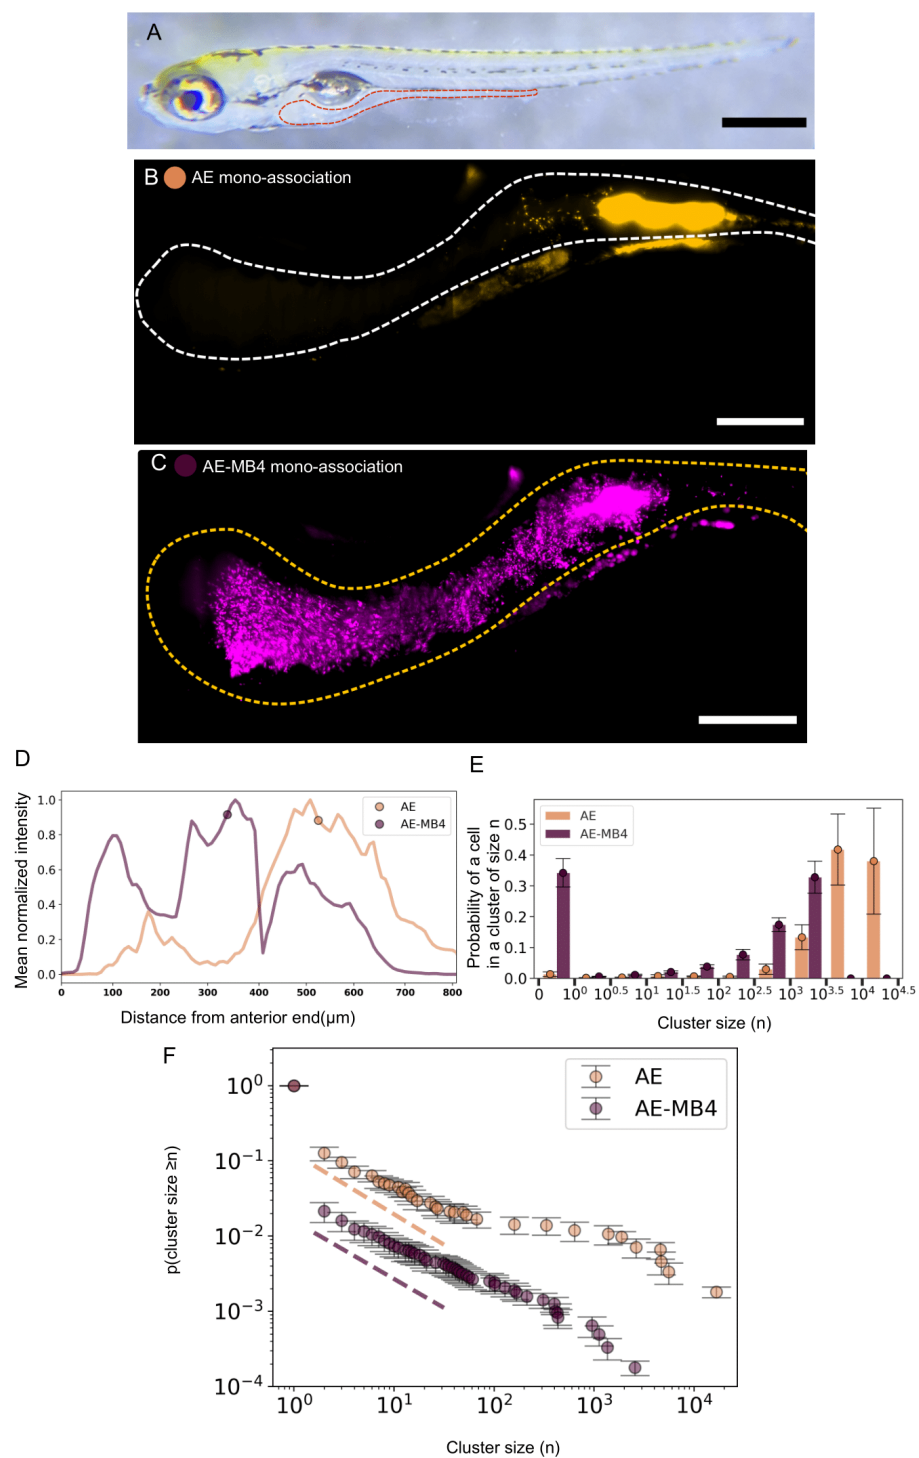 A
B AE mono-association
C AE-MB4 mono-association
D
Mean normalized intensity
1.0
0.8
0.6
0.4
0.2
0.0
AE
AE-MB4
0 100 200 300 400 500 600 700 800
Distance from anterior end(μm)
E
Probability of a cell
in a cluster of size n
0.5
0.4
0.3
0.2
0.1
0.0
AE
AE-MB4
0 10^0 10^0.5 10^1 10^1.5 10^2 10^2.5 10^3 10^3.5 10^4 10^4.5
Cluster size (n)
F
p(cluster size ≥n)
10^0
10^-1
10^-2
10^-3
10^-4
AE
AE-MB4
10^0 10^1 10^2 10^3 10^4
Cluster size (n)